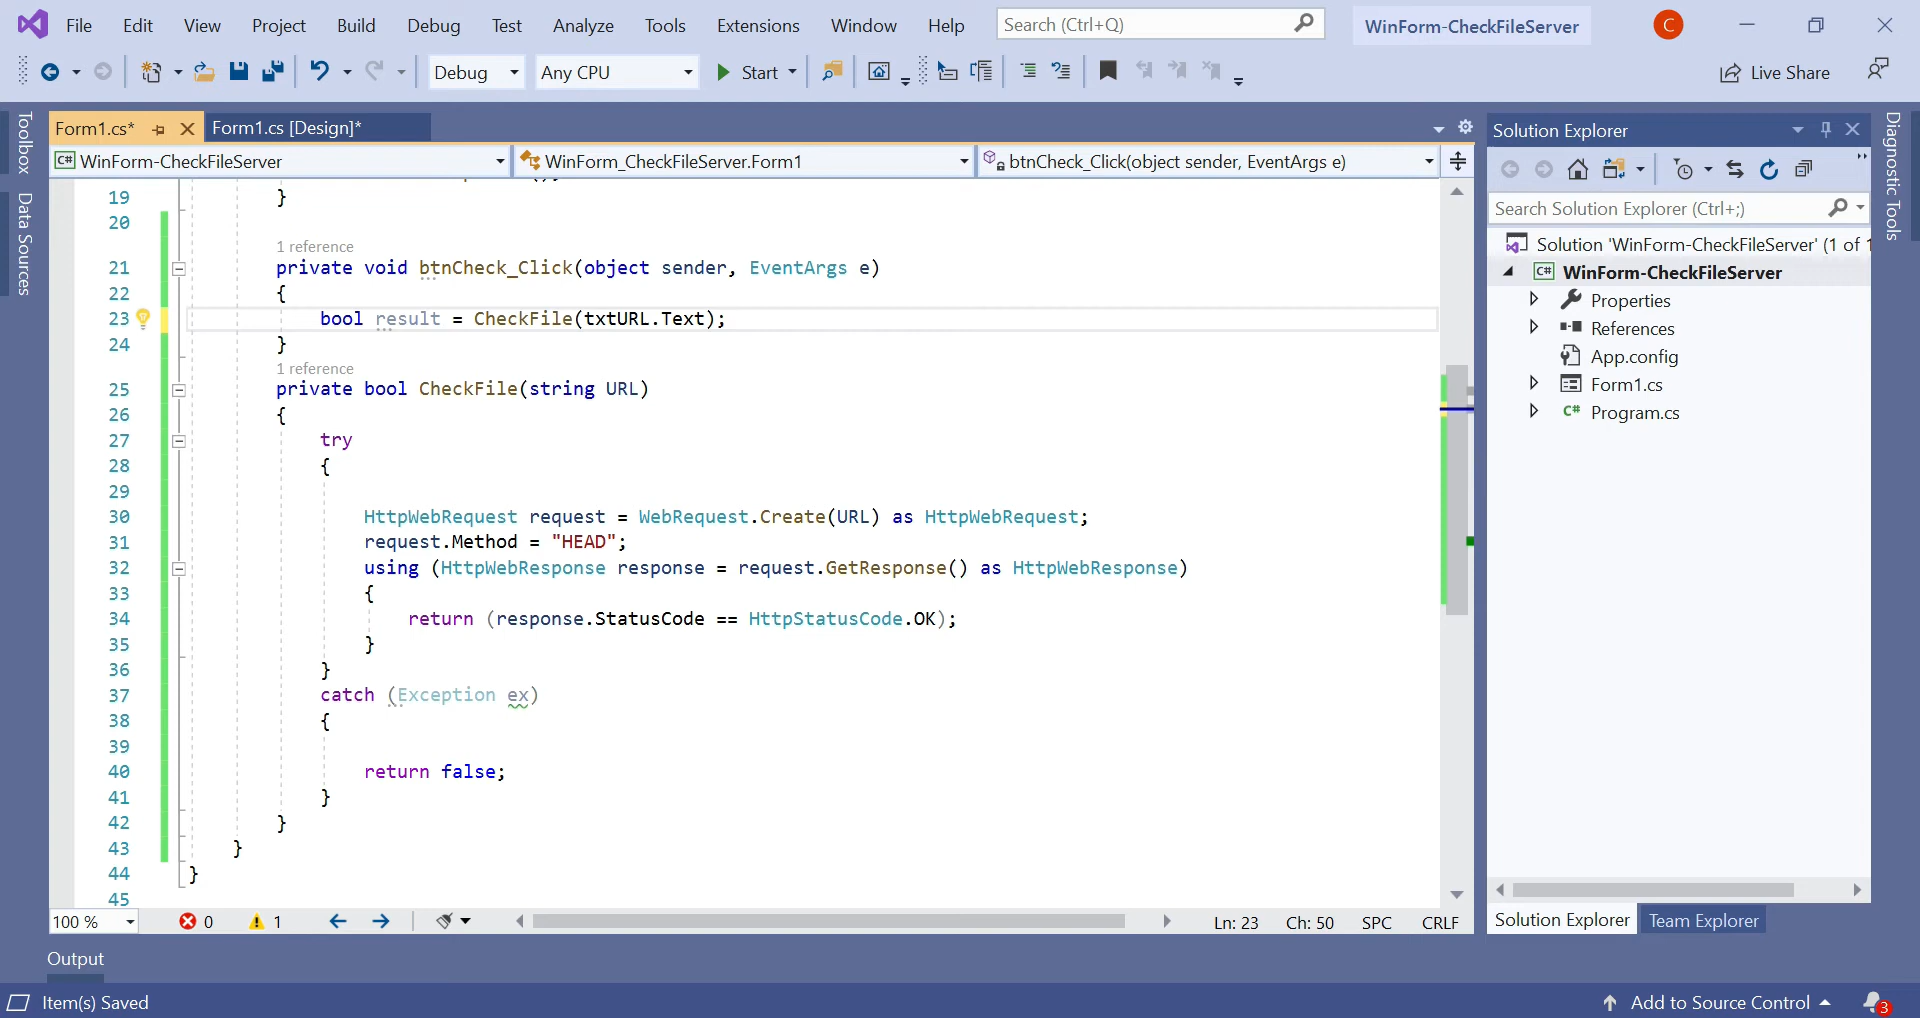 File Edit View Project Build Debug Test Analyze Tools Extensions Window Help Search (Ctrl+Q) WinForm-CheckFileServer C
Debug Any CPU Start Live Share
Form1.cs* Form1.cs [Design]*
WinForm-CheckFileServer WinForm_CheckFileServer.Form1 btnCheck_Click(object sender, EventArgs e)
19 }
20
1 reference
21 private void btnCheck_Click(object sender, EventArgs e)
22 {
23 bool result = CheckFile(txtURL.Text);
24 }
1 reference
25 private bool CheckFile(string URL)
26 {
27 try
28 {
29
30 HttpWebRequest request = WebRequest.Create(URL) as HttpWebRequest;
31 request.Method = "HEAD";
32 using (HttpWebResponse response = request.GetResponse() as HttpWebResponse)
33 {
34 return (response.StatusCode == HttpStatusCode.OK);
35 }
36 }
37 catch (Exception ex)
38 {
39
40 return false;
41 }
42 }
43 }
44 }
45
100 % 0 1 Ln: 23 Ch: 50 SPC CRLF
Toolbox
Data Sources
Solution Explorer
Search Solution Explorer (Ctrl+;)
Solution 'WinForm-CheckFileServer' (1 of 1
C# WinForm-CheckFileServer
Properties
References
App.config
Form1.cs
C# Program.cs
Solution Explorer Team Explorer
Diagnostic Tools
Output
Item(s) Saved Add to Source Control 3